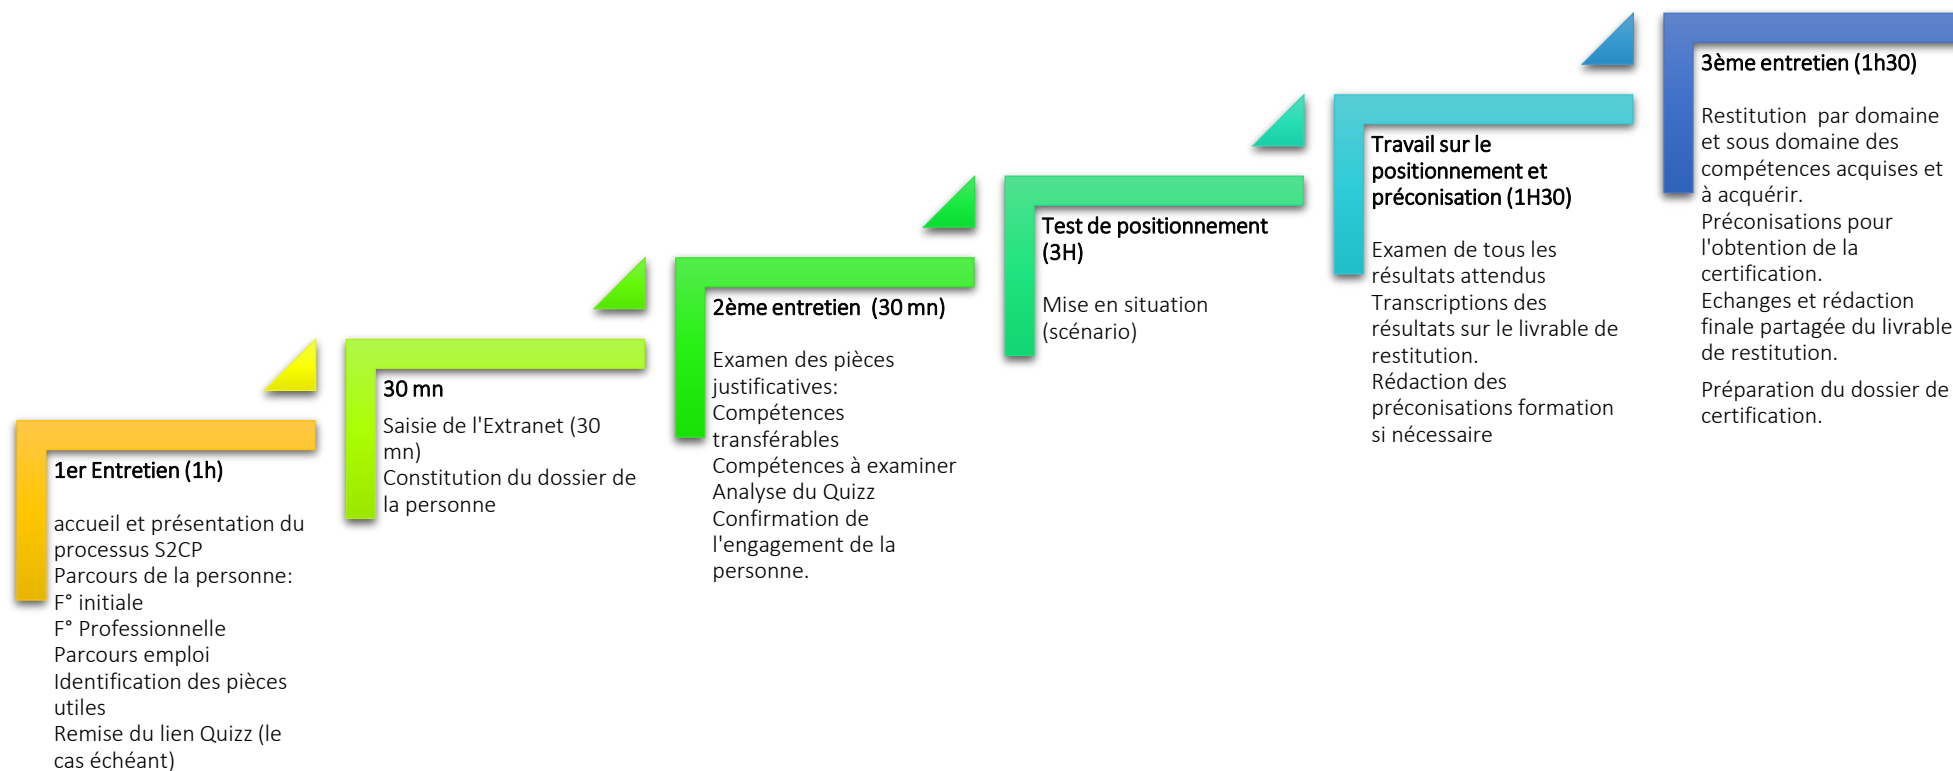 1er Entretien (1h)
accueil et présentation du
processus S2CP
Parcours de la personne:
F° initiale
F° Professionnelle
Parcours emploi
Identification des pièces
utiles
Remise du lien Quizz (le
cas échéant)
30 mn
Saisie de l'Extranet (30
mn)
Constitution du dossier de
la personne
2ème entretien (30 mn)
Examen des pièces
justificatives:
Compétences
transférables
Compétences à examiner
Analyse du Quizz
Confirmation de
l'engagement de la
personne.
Test de positionnement
(3H)
Mise en situation
(scénario)
Travail sur le
positionnement et
préconisation (1H30)
Examen de tous les
résultats attendus
Transcriptions des
résultats sur le livrable de
restitution.
Rédaction des
préconisations formation
si nécessaire
3ème entretien (1h30)
Restitution par domaine
et sous domaine des
compétences acquises et
à acquérir.
Préconisations pour
l'obtention de la
certification.
Echanges et rédaction
finale partagée du livrable
de restitution.
Préparation du dossier de
certification.